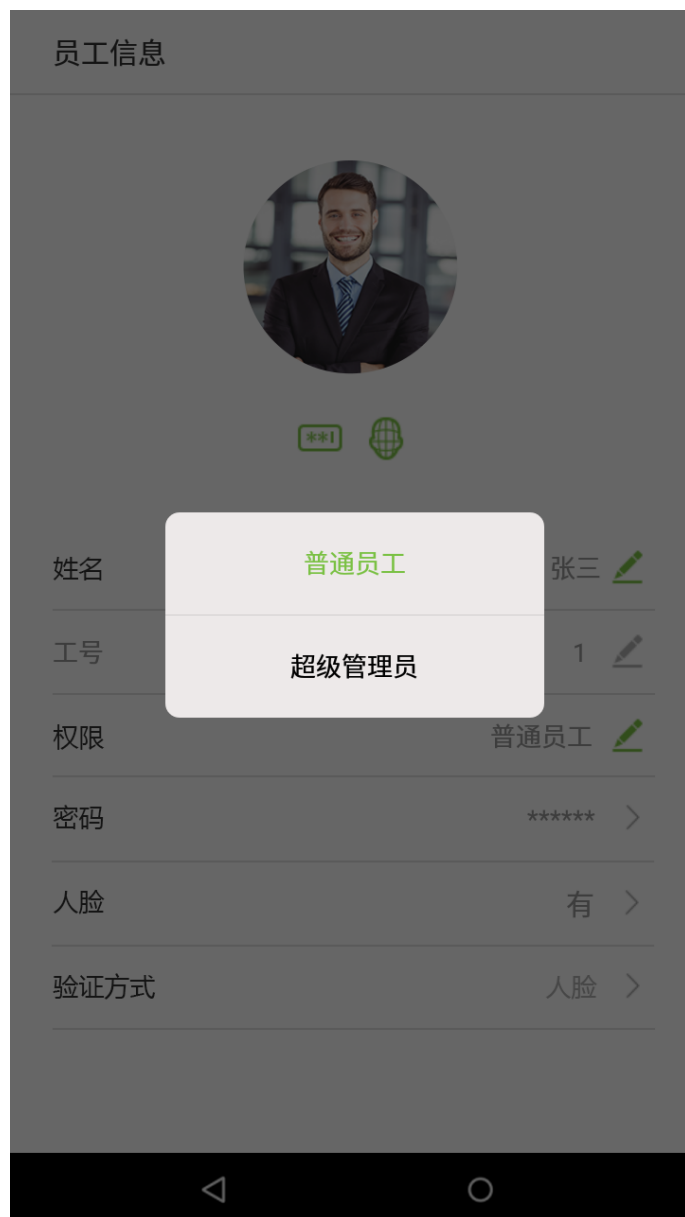 员工信息
**I
普通员工
姓名 张三
超级管理员
工号 1
权限 普通员工
密码 ******
人脸 有
验证方式 人脸